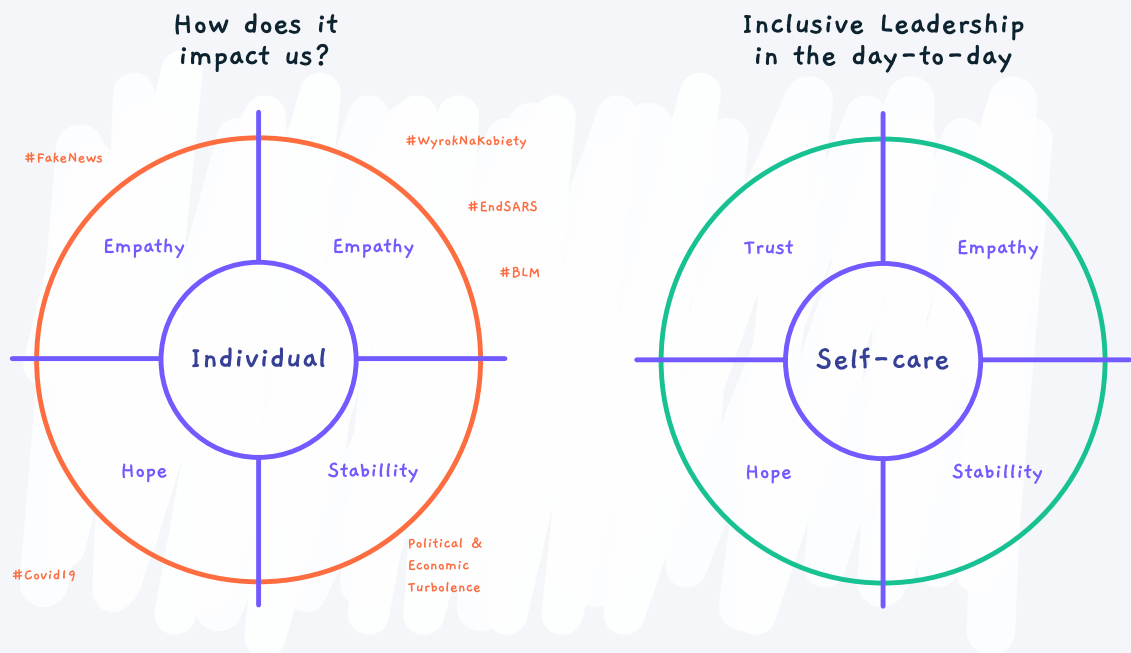 How does it
impact us?
#FakeNews
#WyrokNaKobiety
#EndSARS
#BLM
Empathy
Empathy
Individual
Hope
Stabillity
#Covid19
Political &
Economic
Turbolence
Inclusive Leadership
in the day-to-day
Trust
Empathy
Self-care
Hope
Stabillity